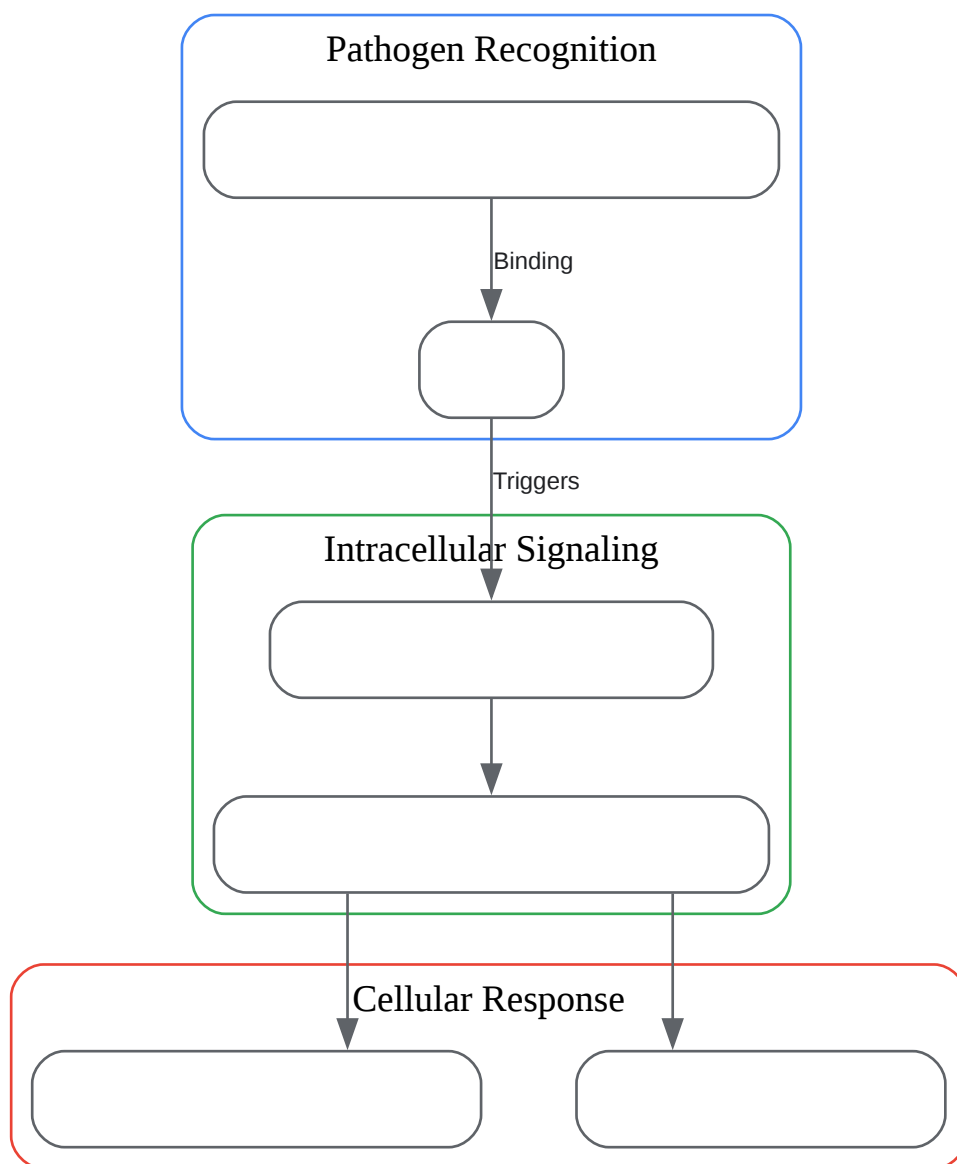 Pathogen Recognition
Binding
Triggers
Intracellular Signaling
Cellular Response